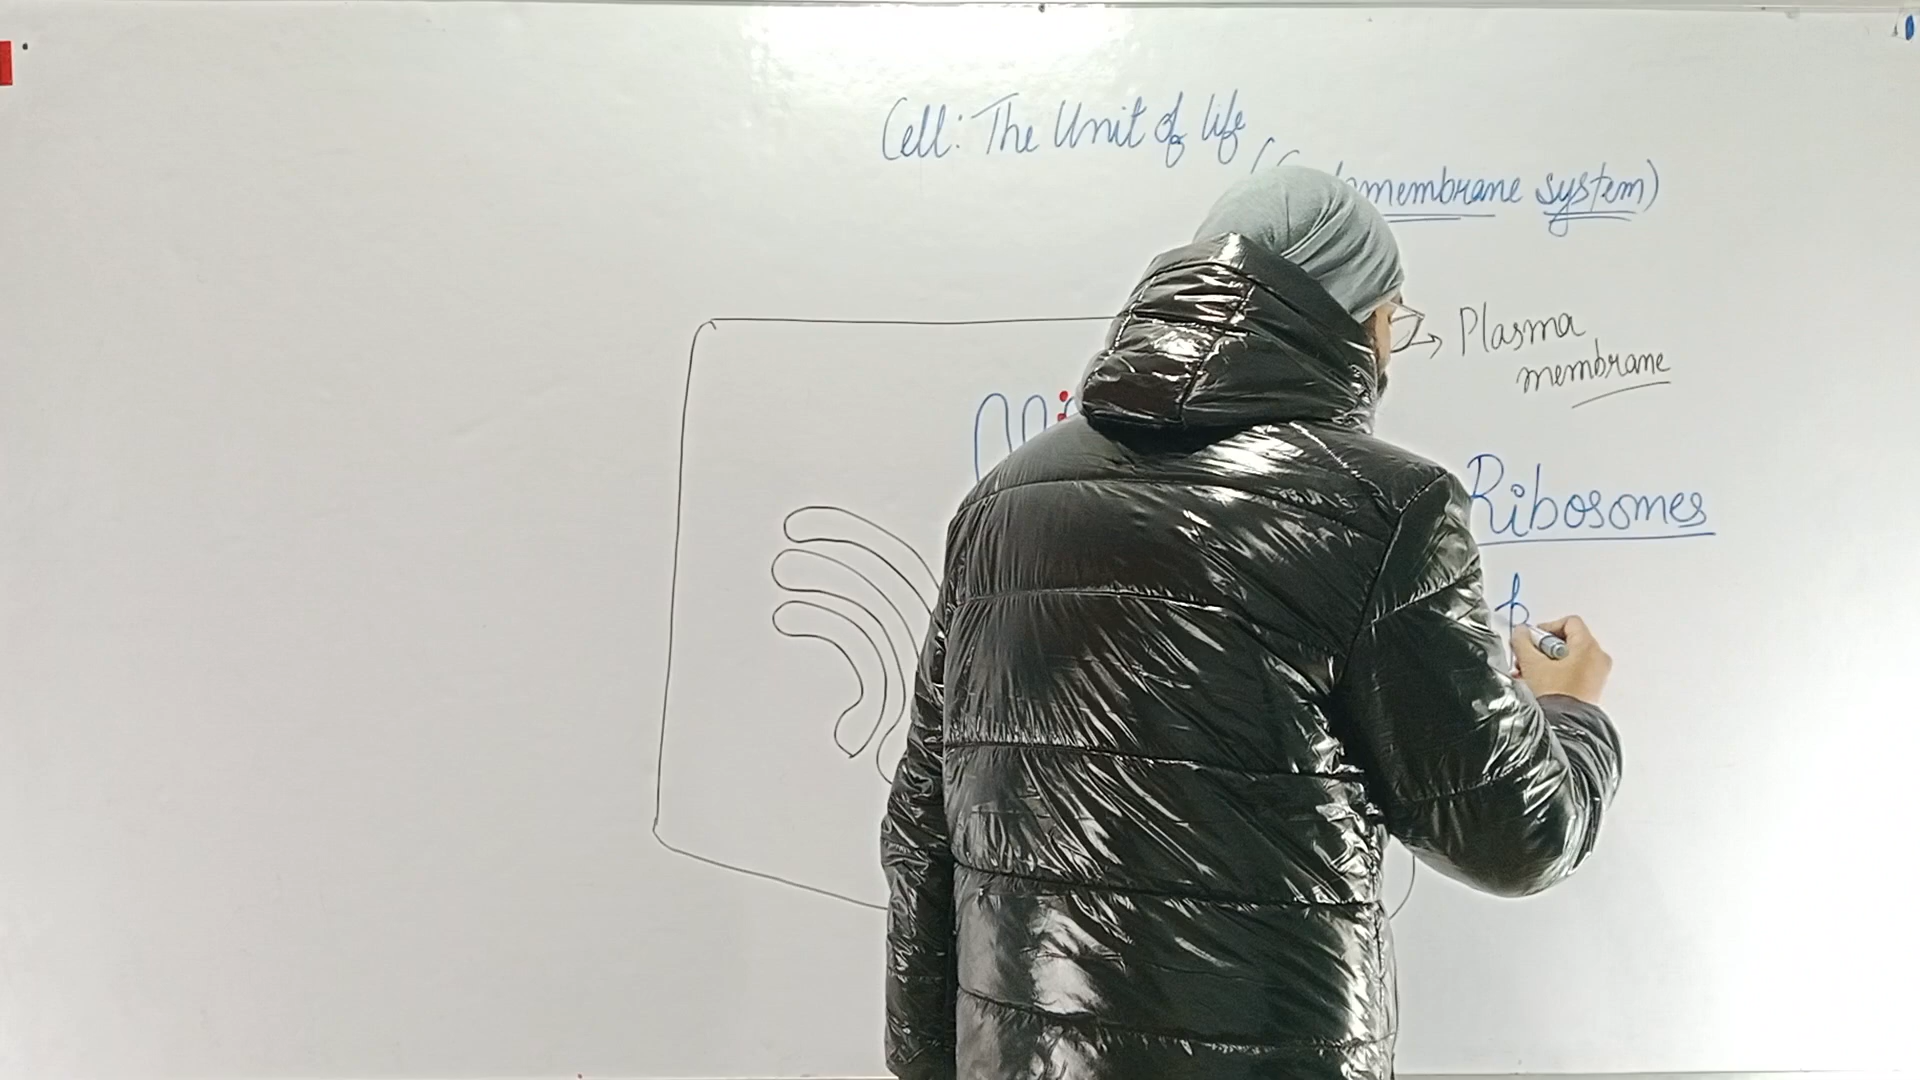 Cell: The Unit of life
membrane system)
Plasma
membrane
Ribosomes